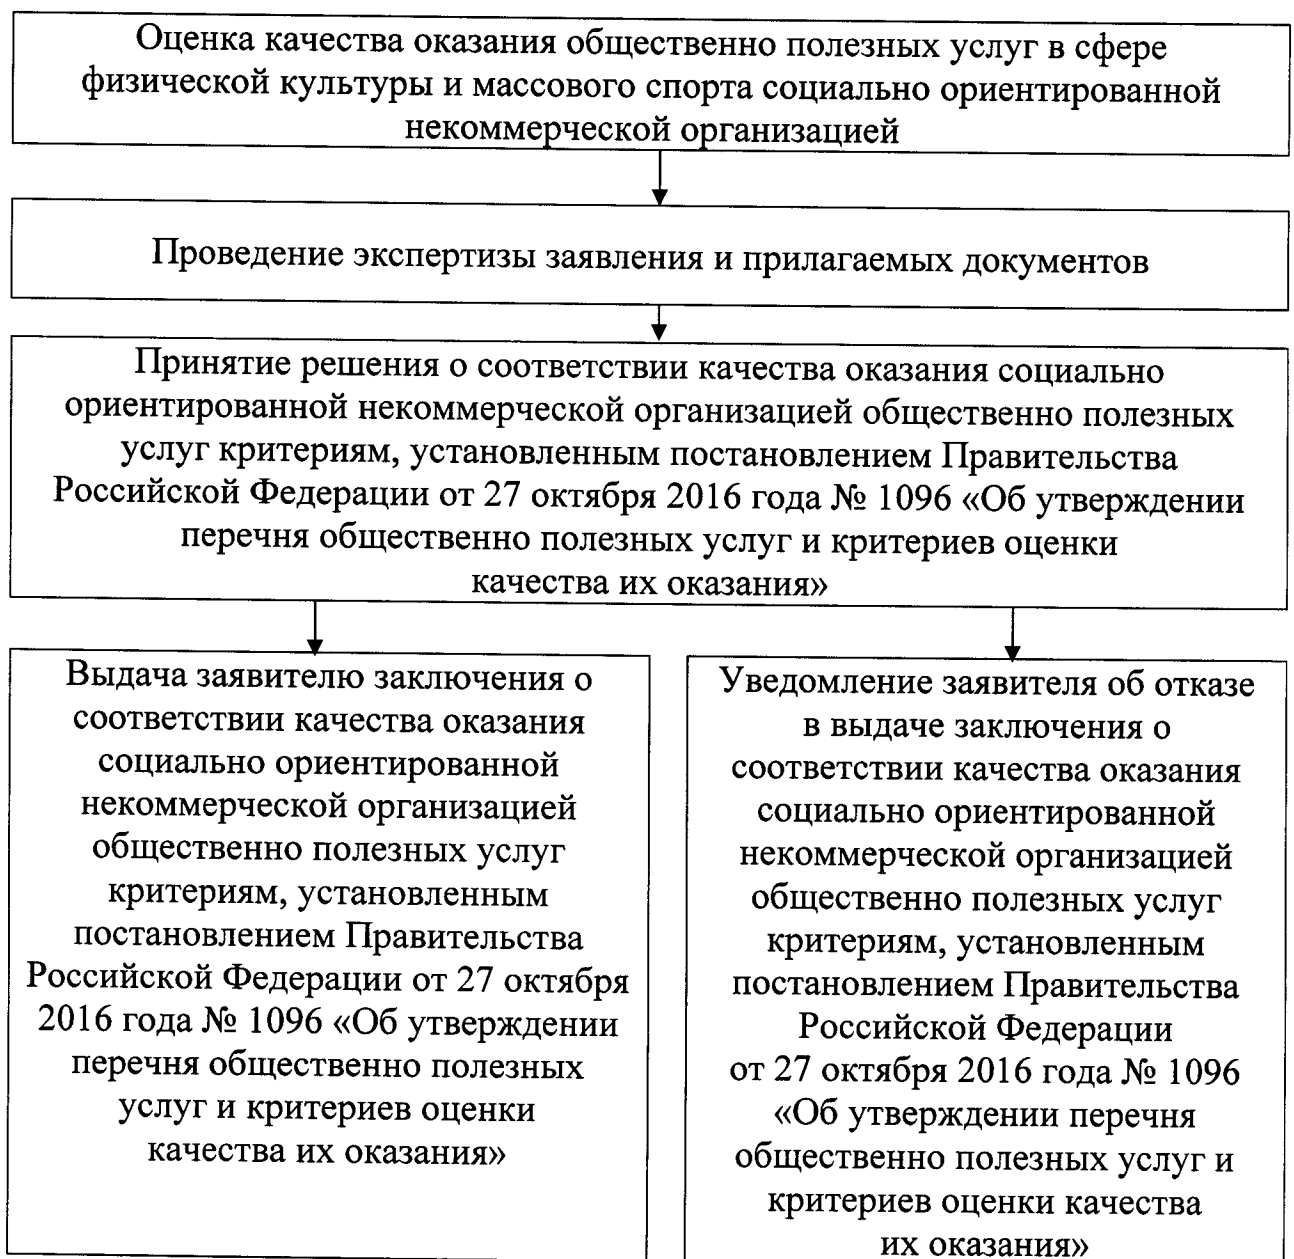 Оценка качества оказания общественно полезных услуг в сфере
физической культуры и массового спорта социально ориентированной
некоммерческой организацией
Проведение экспертизы заявления и прилагаемых документов
Принятие решения о соответствии качества оказания социально
ориентированной некоммерческой организацией общественно полезных
услуг критериям, установленным постановлением Правительства
Российской Федерации от 27 октября 2016 года № 1096 «Об утверждении
перечня общественно полезных услуг и критериев оценки
качества их оказания»
Выдача заявителю заключения о
соответствии качества оказания
социально ориентированной
некоммерческой организацией
общественно полезных услуг
критериям, установленным
постановлением Правительства
Российской Федерации от 27 октября
2016 года № 1096 «Об утверждении
перечня общественно полезных
услуг и критериев оценки
качества их оказания»
Уведомление заявителя об отказе
в выдаче заключения о
соответствии качества оказания
социально ориентированной
некоммерческой организацией
общественно полезных услуг
критериям, установленным
постановлением Правительства
Российской Федерации
от 27 октября 2016 года № 1096
«Об утверждении перечня
общественно полезных услуг и
критериев оценки качества
их оказания»